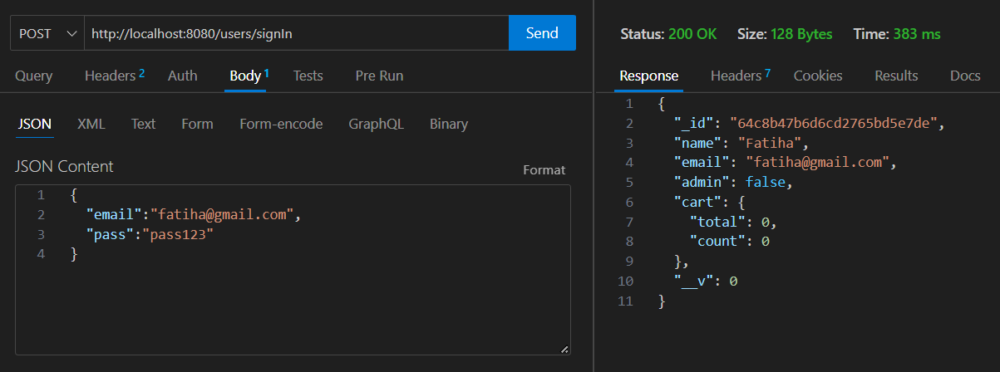 POST http://localhost:8080/users/signIn Send
Query Headers 2 Auth Body 1 Tests Pre Run
JSON XML Text Form Form-encode GraphQL Binary
JSON Content Format
1 {
2 "email":"fatiha@gmail.com",
3 "pass":"pass123"
4 }
Status: 200 OK Size: 128 Bytes Time: 383 ms
Response Headers 7 Cookies Results Docs
1 {
2 "_id": "64c8b47b6d6cd2765bd5e7de",
3 "name": "Fatiha",
4 "email": "fatiha@gmail.com",
5 "admin": false,
6 "cart": {
7 "total": 0,
8 "count": 0
9 },
10 "__v": 0
11 }